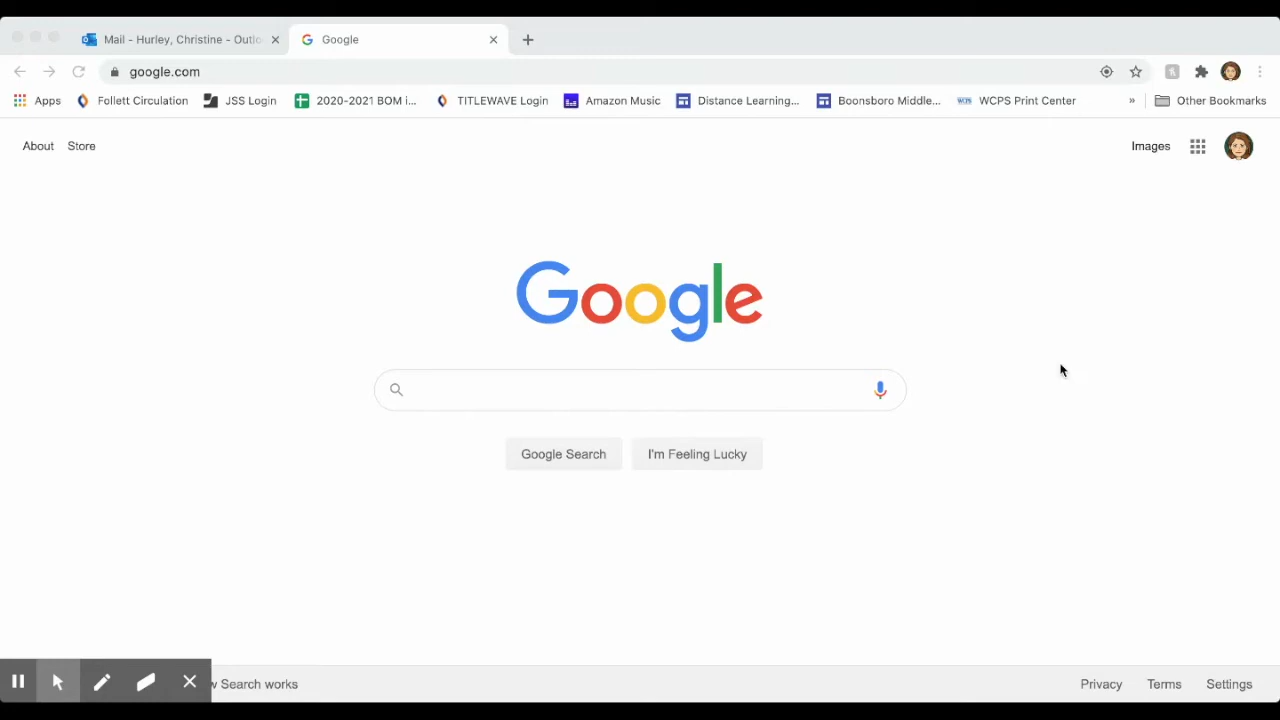 Mail - Hurley, Christine - Outlo
Google
google.com
Apps
Follett Circulation
JSS Login
2020-2021 BOM i...
TITLEWAVE Login
Amazon Music
Distance Learning...
Boonsboro Middle...
WCPS
WCPS Print Center
»
Other Bookmarks
About
Store
Images
Google
Google Search
I'm Feeling Lucky
w Search works
Privacy
Terms
Settings